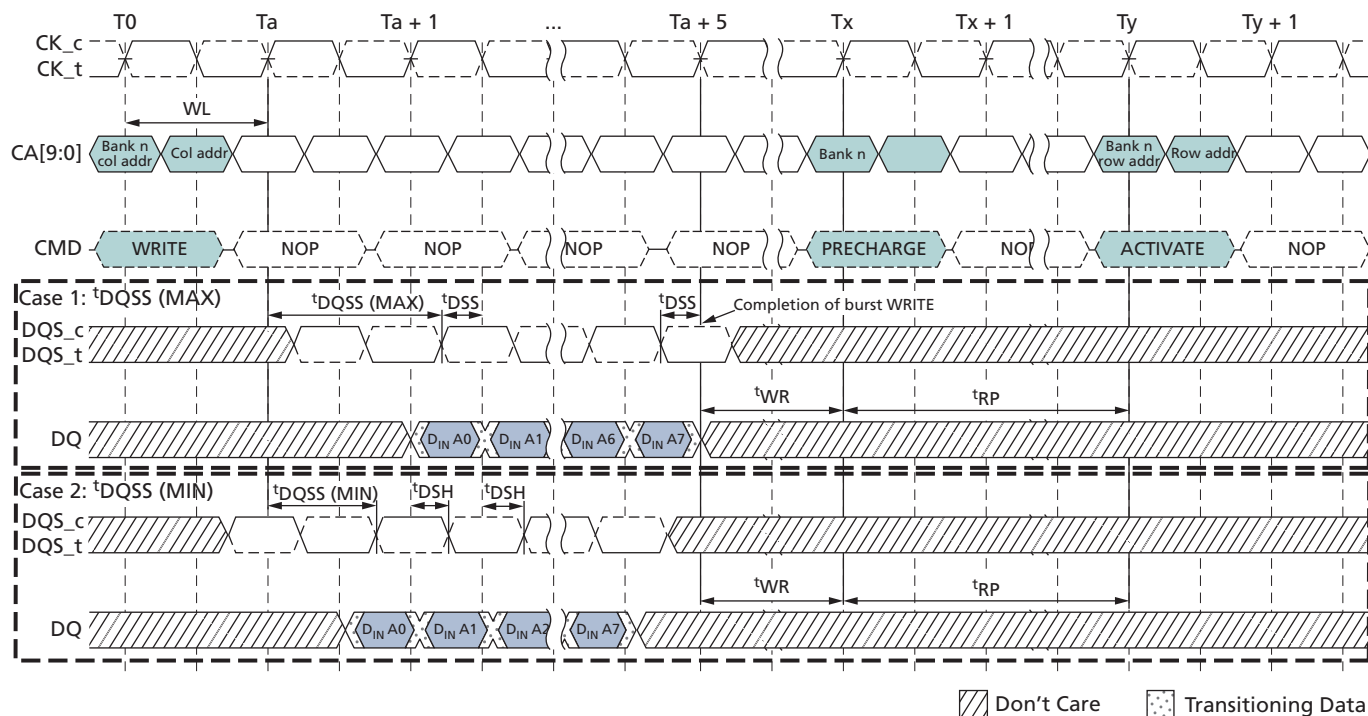 T0 Ta Ta + 1 ... Ta + 5 Tx Tx + 1 Ty Ty + 1
CK_c
CK_t
WL
CA[9:0]
Bank n
col addr
Col addr
Bank n
Bank n
row addr
Row addr
CMD WRITE NOP NOP NOP NOP PRECHARGE NOP ACTIVATE NOP
Case 1: tDQSS (MAX)
tDQSS (MAX) tDSS tDSS Completion of burst WRITE
DQS_c
DQS_t
tWR tRP
DQ DIN A0 DIN A1 DIN A6 DIN A7
Case 2: tDQSS (MIN)
tDQSS (MIN) tDSH tDSH
DQS_c
DQS_t
tWR tRP
DQ DIN A0 DIN A1 DIN A2 DIN A7
Don't Care Transitioning Data